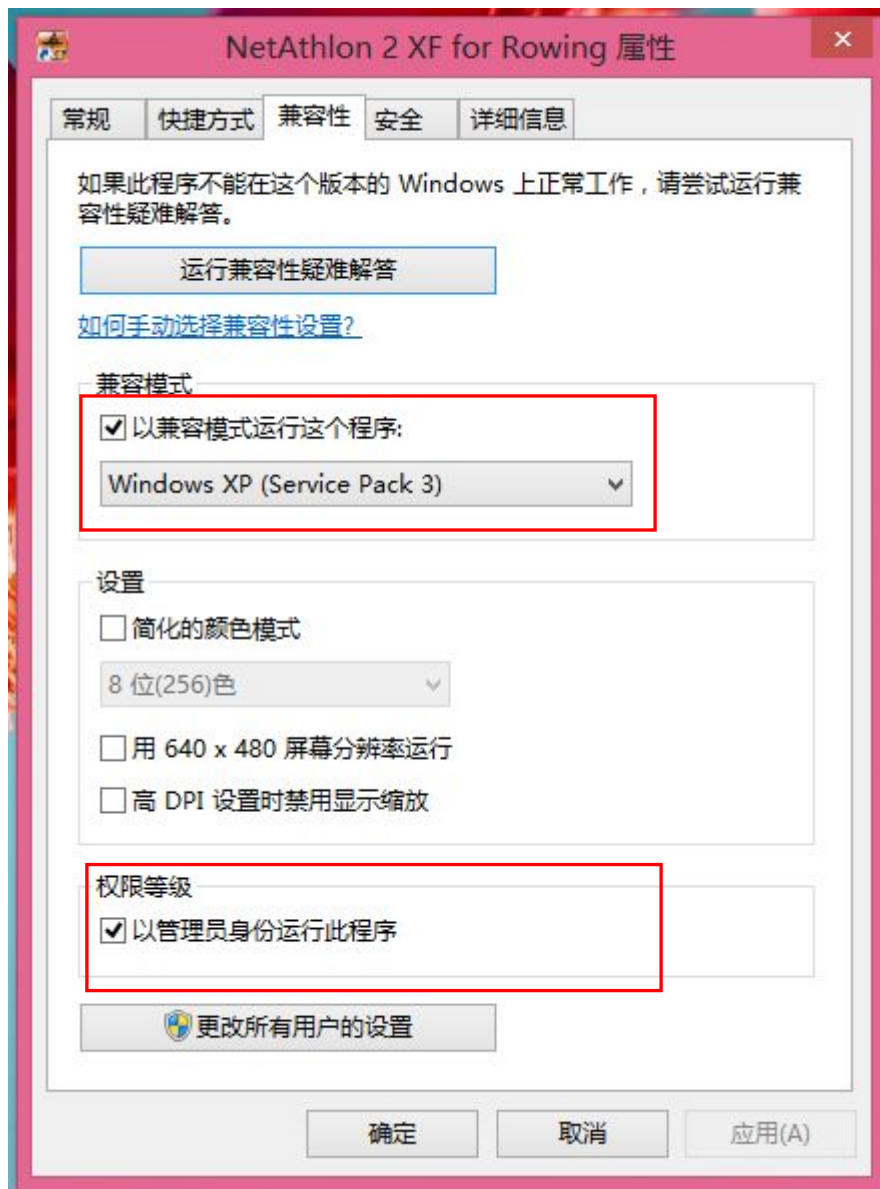 NetAthlon 2 XF for Rowing 属性
常规 快捷方式 兼容性 安全 详细信息
如果此程序不能在这个版本的 Windows 上正常工作，请尝试运行兼
容性疑难解答。
运行兼容性疑难解答
如何手动选择兼容性设置?
兼容模式
以兼容模式运行这个程序:
Windows XP (Service Pack 3)
设置
简化的颜色模式
8 位(256)色
用 640 x 480 屏幕分辨率运行
高 DPI 设置时禁用显示缩放
权限等级
以管理员身份运行此程序
更改所有用户的设置
确定 取消 应用(A)